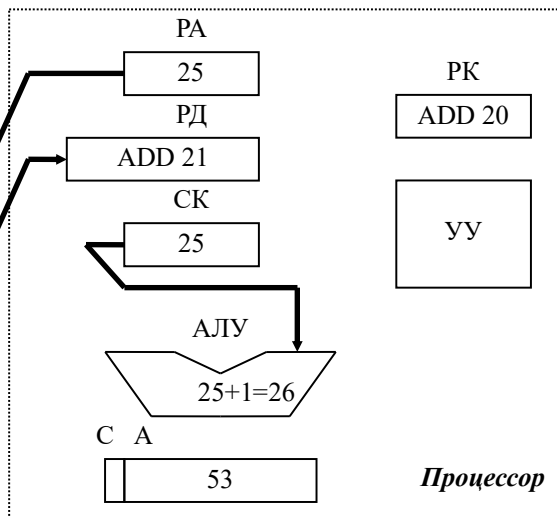 РА
25
РК
ADD 20
РД
ADD 21
СК
25
УУ
АЛУ
25+1=26
С А
53
Процессор